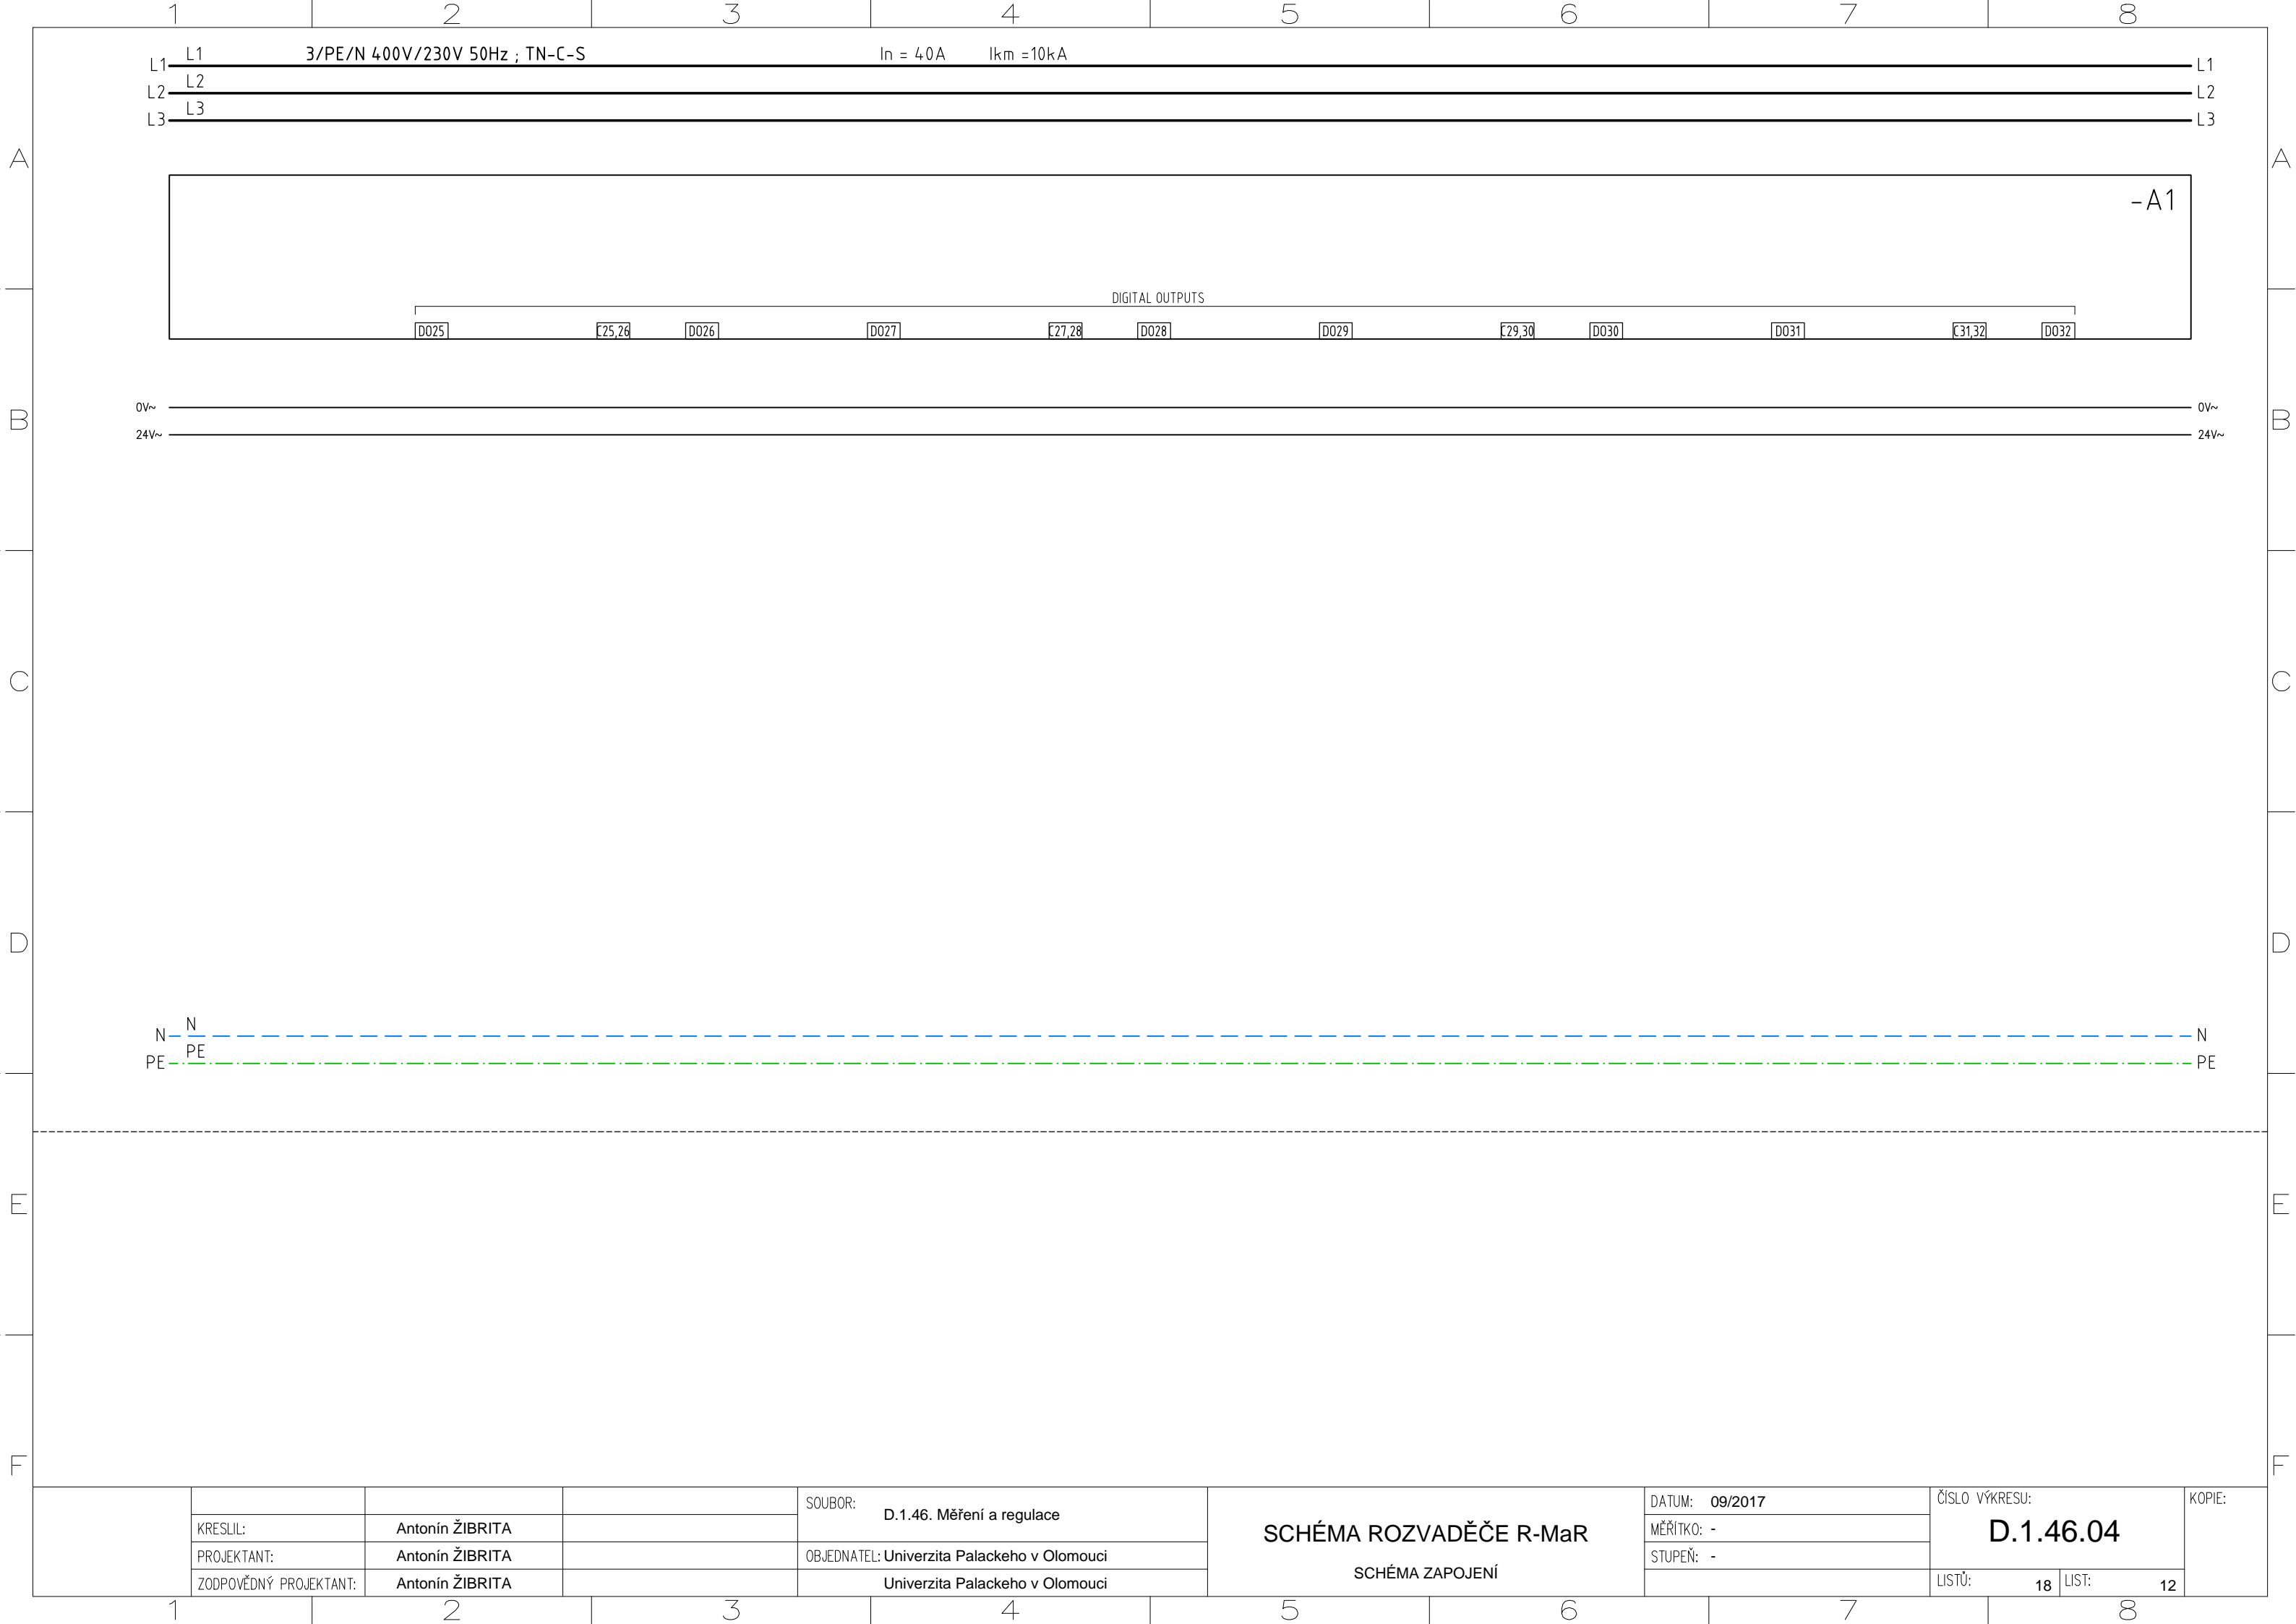 1 2 3 4 5 6 7 8
L1 L1 3/PE/N 400V/230V 50Hz ; TN-C-S In = 40A Ikm =10kA L1
L2 L2 L2
L3 L3 L3
A A
-A1
DIGITAL OUTPUTS
DO25 C25,26 DO26 DO27 C27,28 DO28 DO29 C29,30 DO30 DO31 C31,32 DO32
0V~ 0V~
B B
24V~ 24V~
C C
D D
N N N
PE PE PE
E E
F F
SOUBOR: D.1.46. Měření a regulace
KRESLIL: Antonín ŽIBRITA
PROJEKTANT: Antonín ŽIBRITA
ZODPOVĚDNÝ PROJEKTANT: Antonín ŽIBRITA
OBJEDNATEL: Univerzita Palackeho v Olomouci
Univerzita Palackeho v Olomouci
SCHÉMA ROZVADĚČE R-MaR
SCHÉMA ZAPOJENÍ
DATUM: 09/2017
MĚŘÍTKO: -
STUPEŇ: -
ČÍSLO VÝKRESU:
D.1.46.04
LISTŮ: 18 LIST: 12
KOPIE:
1 2 3 4 5 6 7 8